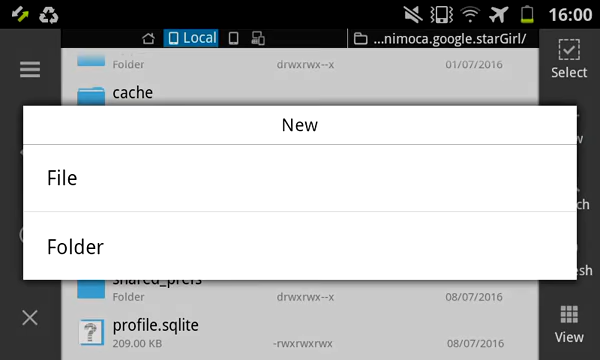 16:00
Local
...nimoca.google.starGirl/
Folder drwxrwx--x 01/07/2016
Select
cache
New
File
Folder
shared_prefs
Folder drwxrwx--x 08/07/2016
profile.sqlite
209.00 KB -rwxrwxrwx 08/07/2016
View